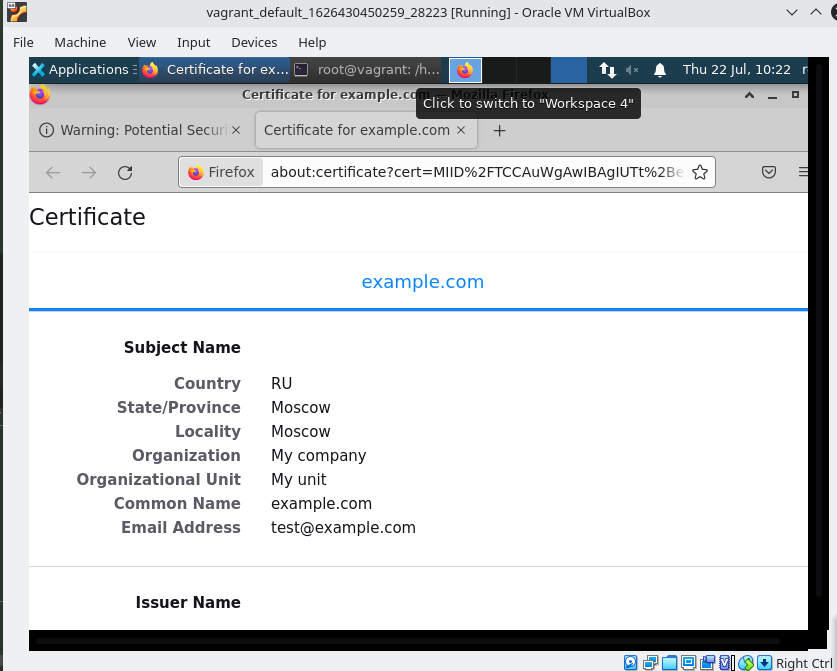 vagrant_default_1626430450259_28223 [Running] - Oracle VM VirtualBox
File Machine View Input Devices Help
Applications Certificate for ex... root@vagrant: /h... Thu 22 Jul, 10:22 r
Certificate for example.com — Mozilla Firefox
Click to switch to "Workspace 4"
Warning: Potential Securi Certificate for example.com
Firefox about:certificate?cert=MIID%2FTCCAuWgAwIBAgIUTt%2Be
Certificate
example.com
Subject Name
Country RU
State/Province Moscow
Locality Moscow
Organization My company
Organizational Unit My unit
Common Name example.com
Email Address test@example.com
Issuer Name
Right Ctrl